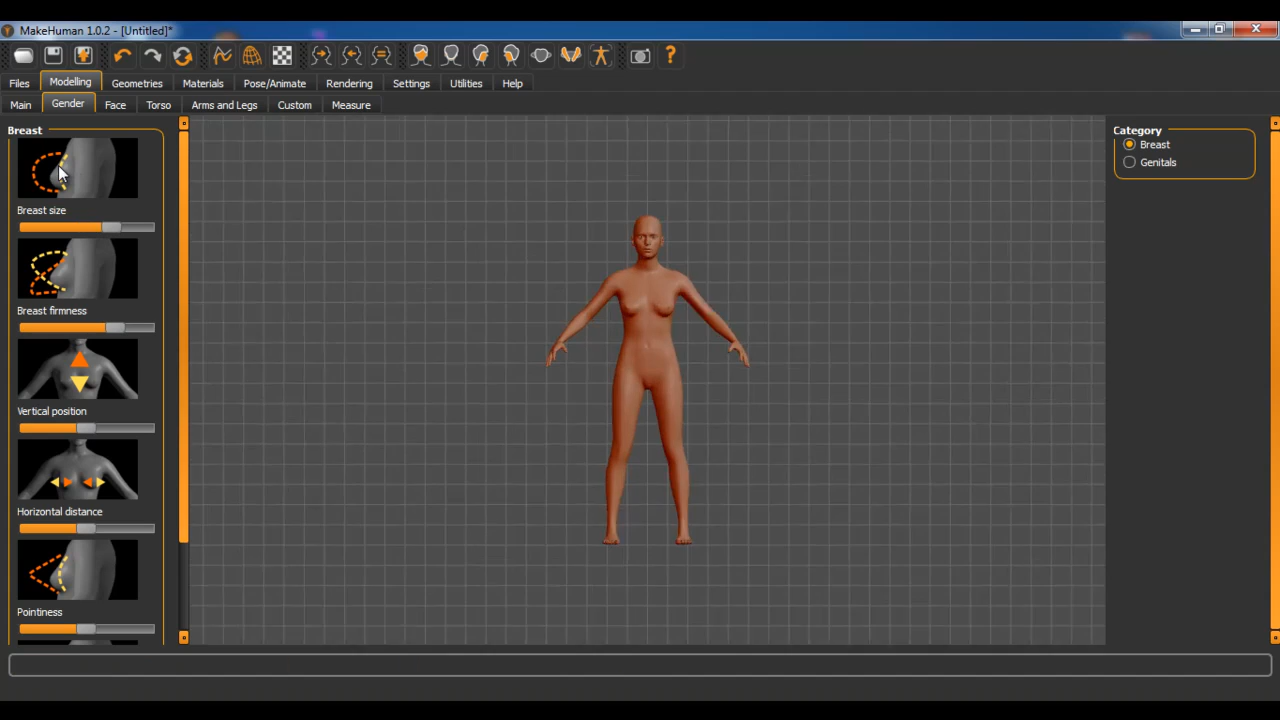 MakeHuman 1.0.2 - [Untitled]*
Files Modelling Geometries Materials Pose/Animate Rendering Settings Utilities Help
Main Gender Face Torso Arms and Legs Custom Measure
Breast
Breast size
Breast firmness
Vertical position
Horizontal distance
Pointiness
Category
Breast
Genitals